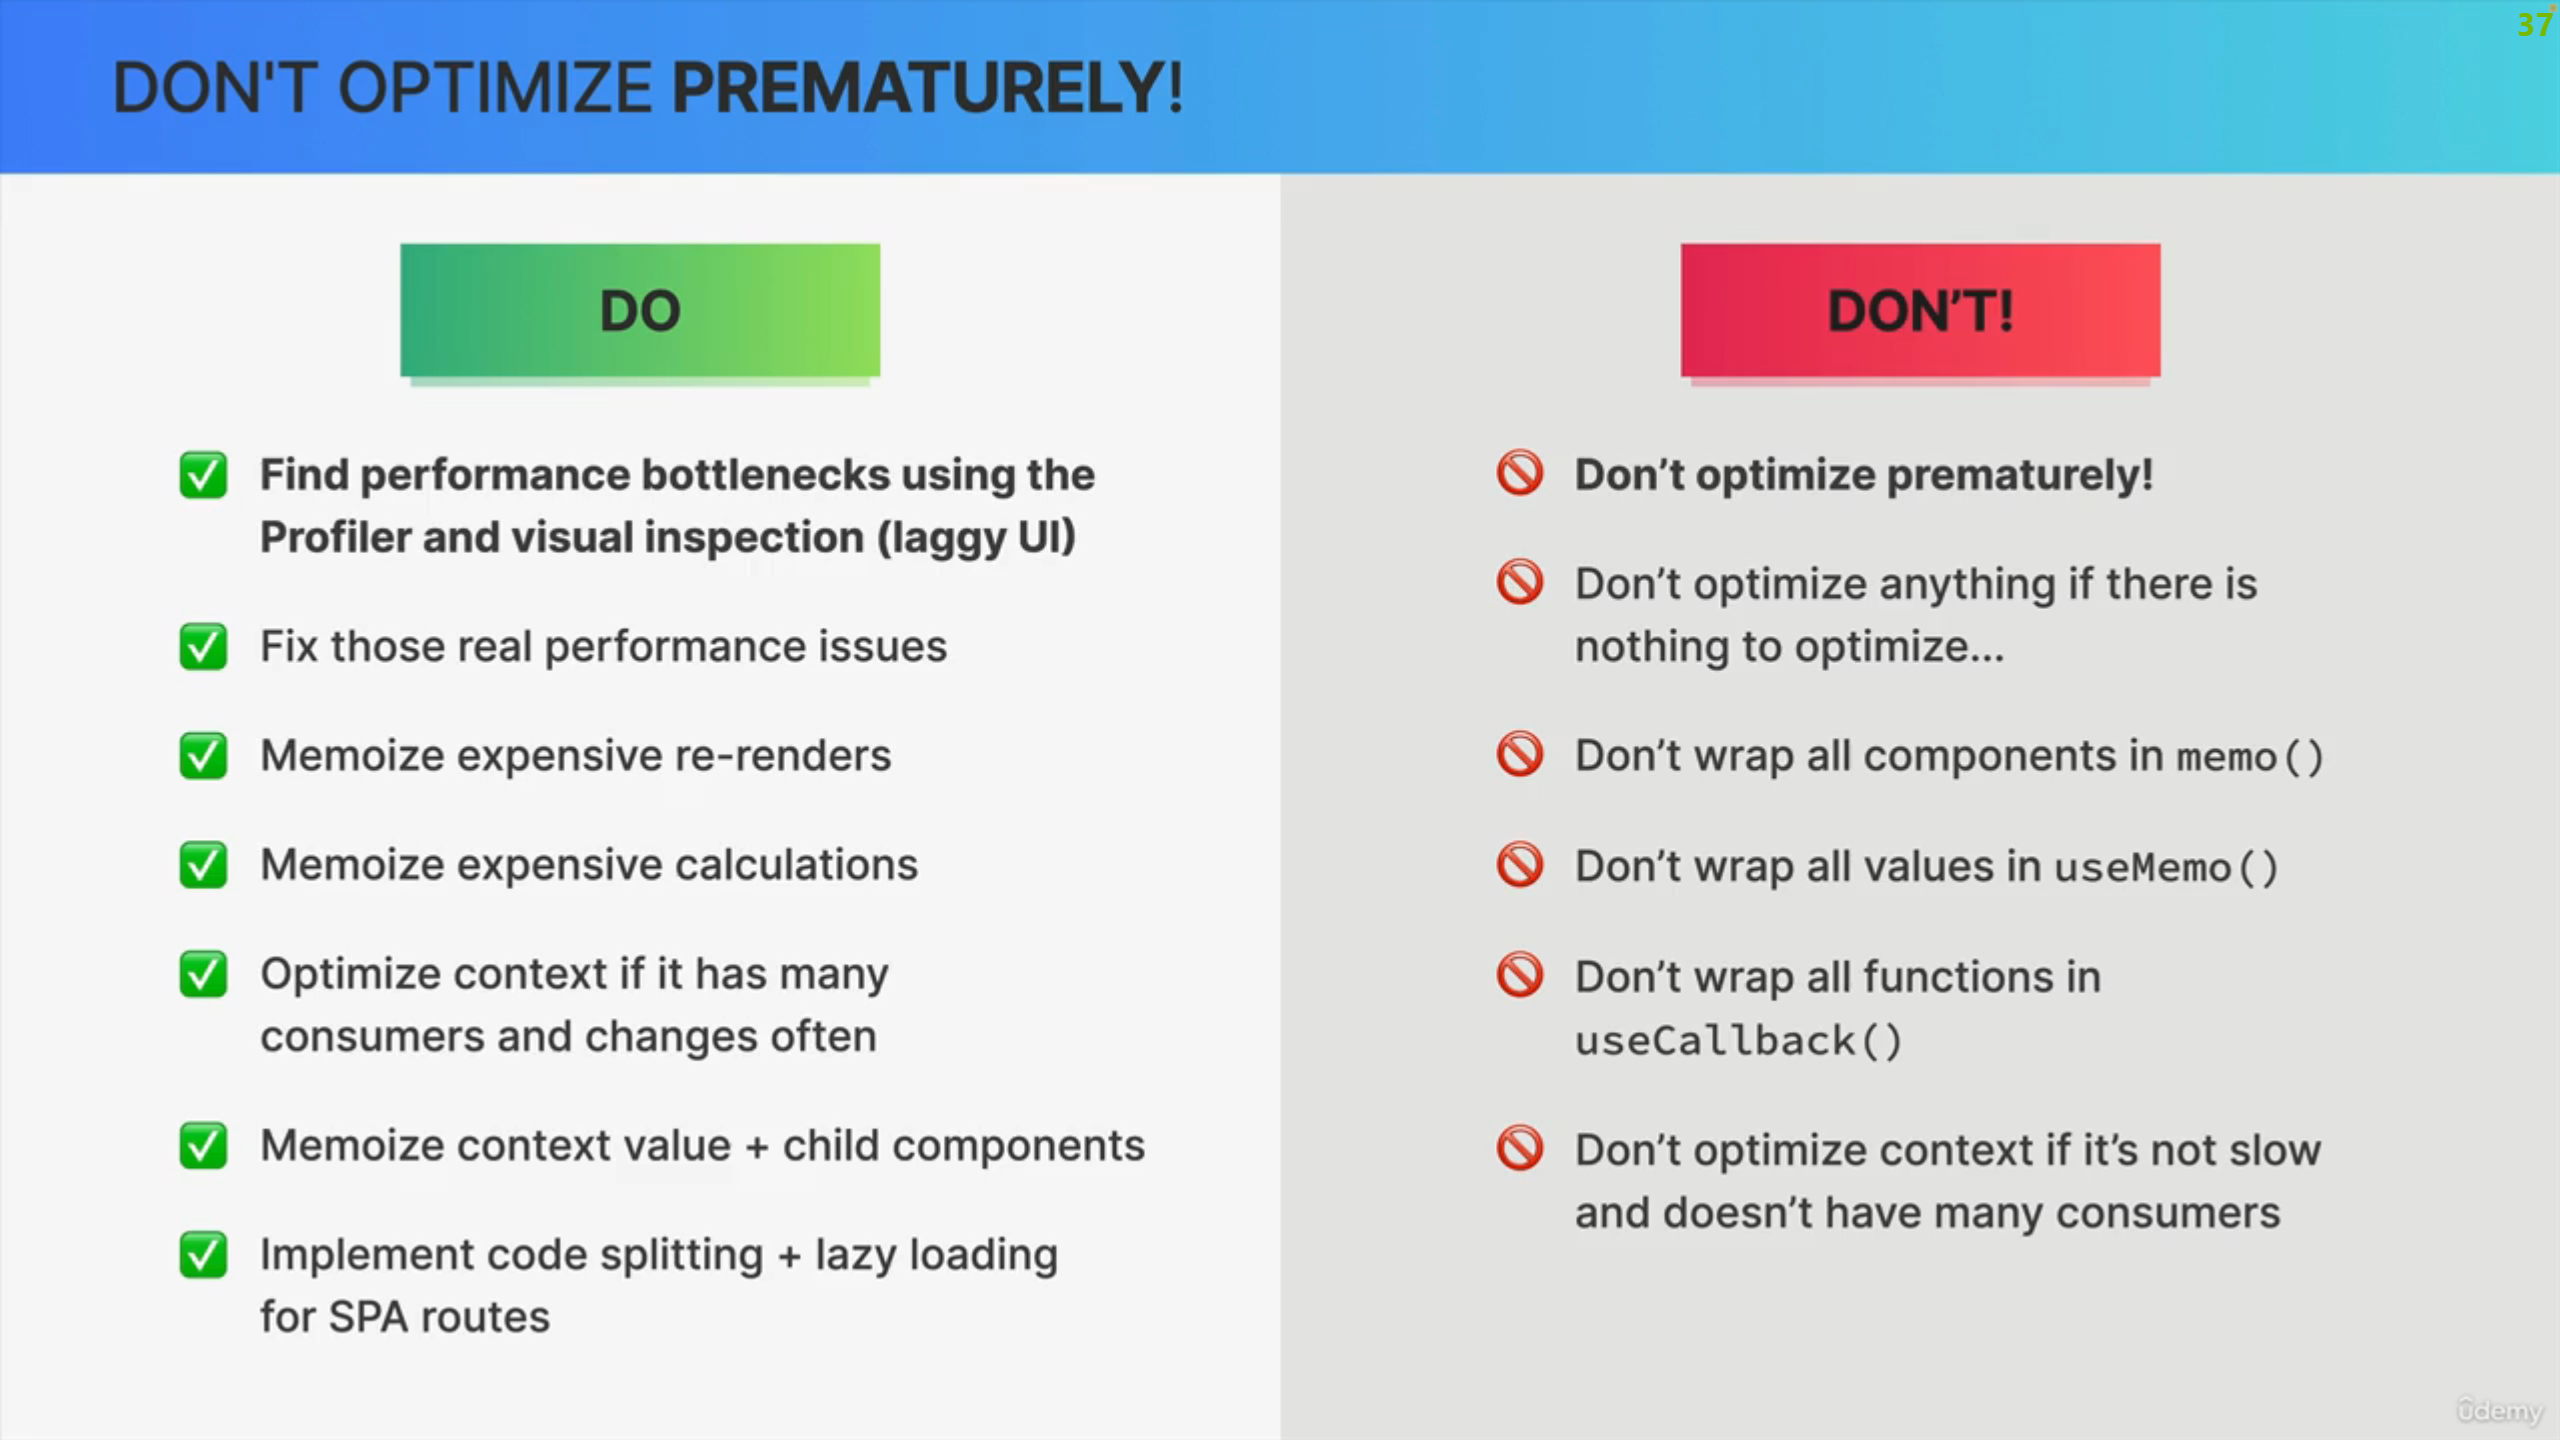 37
DON'T OPTIMIZE PREMATURELY!
DO
Find performance bottlenecks using the
Profiler and visual inspection (laggy UI)
Fix those real performance issues
Memoize expensive re-renders
Memoize expensive calculations
Optimize context if it has many
consumers and changes often
Memoize context value + child components
Implement code splitting + lazy loading
for SPA routes
DON’T!
Don’t optimize prematurely!
Don’t optimize anything if there is
nothing to optimize...
Don’t wrap all components in memo()
Don’t wrap all values in useMemo()
Don’t wrap all functions in
useCallback()
Don’t optimize context if it’s not slow
and doesn’t have many consumers
ûdemy